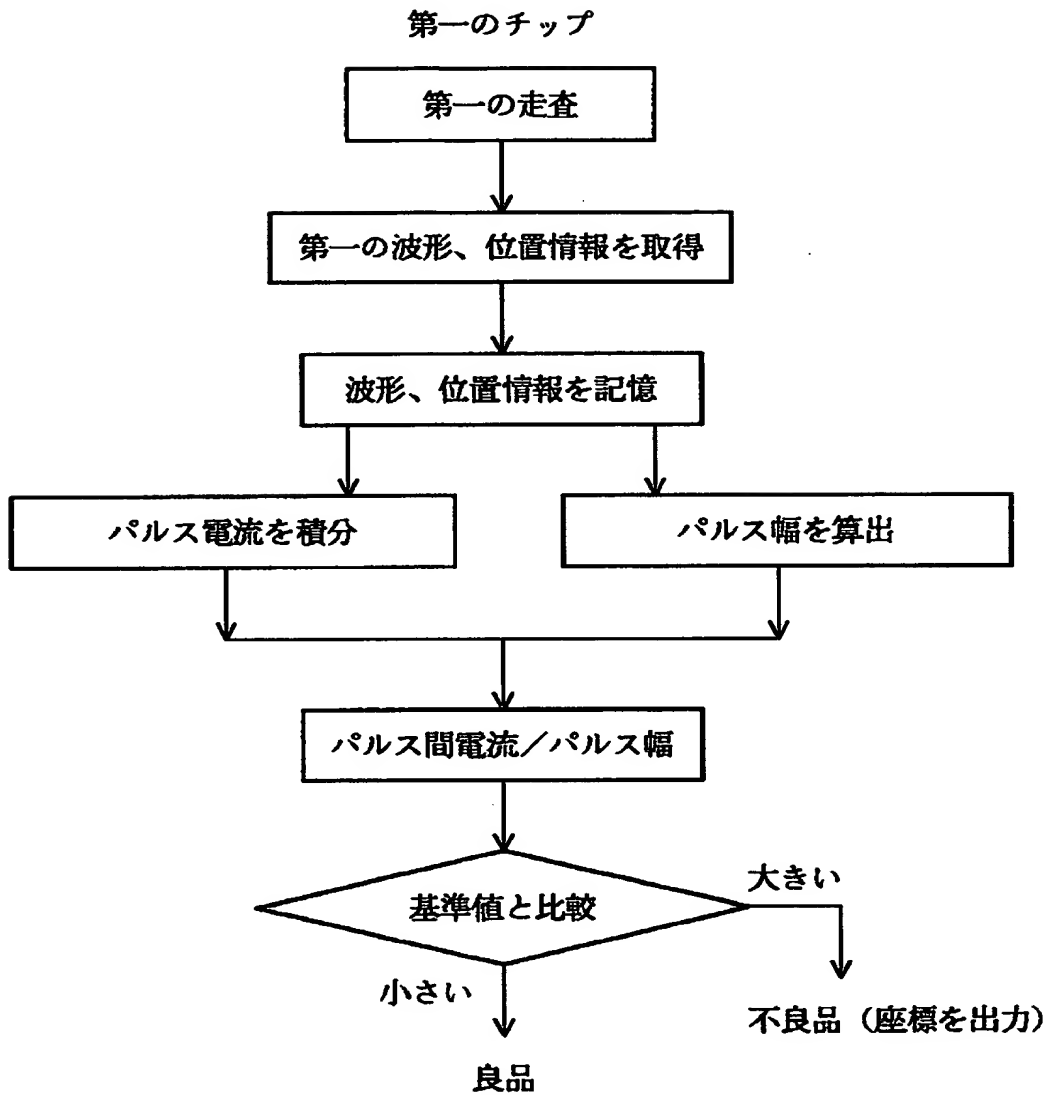 第一のチップ
第一の走査
第一の波形、位置情報を取得
波形、位置情報を記憶
パルス電流を積分
パルス幅を算出
パルス間電流／パルス幅
基準値と比較
大きい
小さい
不良品（座標を出力）
良品